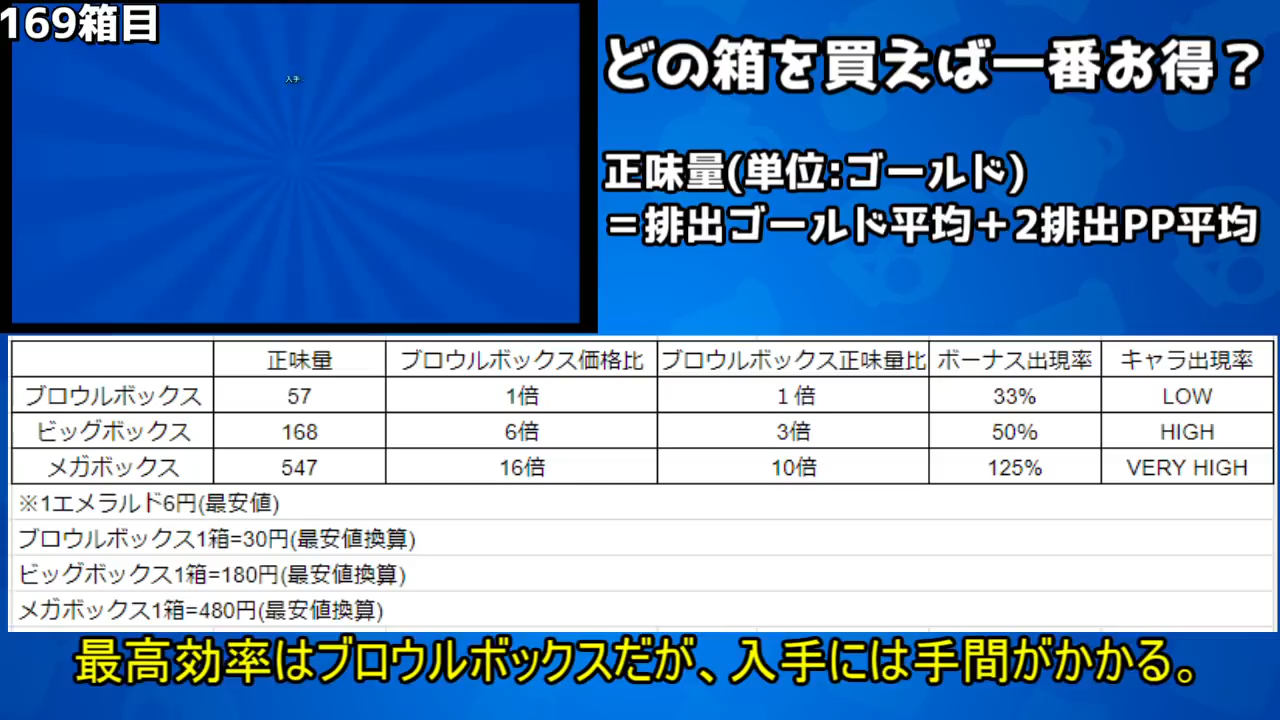 169箱目
入手
どの箱を買えば一番お得？
正味量(単位:ゴールド)
＝排出ゴールド平均＋2排出PP平均
正味量 ブロウルボックス価格比 ブロウルボックス正味量比 ボーナス出現率 キャラ出現率
ブロウルボックス 57 1倍 １倍 33% LOW
ビッグボックス 168 6倍 3倍 50% HIGH
メガボックス 547 16倍 10倍 125% VERY HIGH
※1エメラルド6円(最安値)
ブロウルボックス1箱=30円(最安値換算)
ビッグボックス1箱=180円(最安値換算)
メガボックス1箱=480円(最安値換算)
最高効率はブロウルボックスだが、入手には手間がかかる。